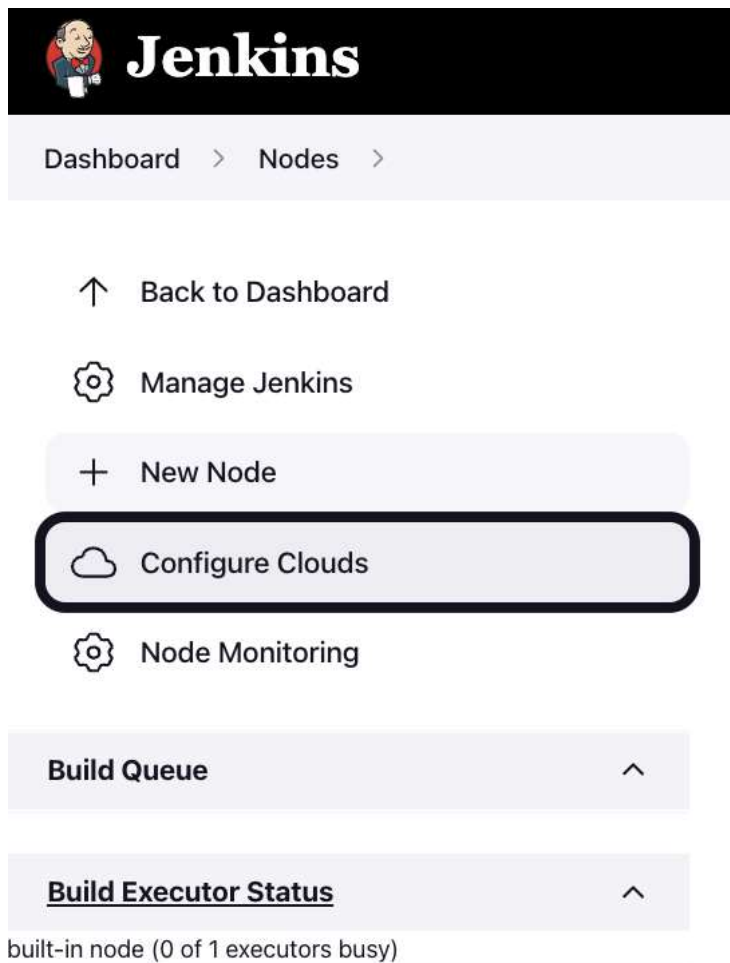 Jenkins
Dashboard > Nodes >
Back to Dashboard
Manage Jenkins
New Node
Configure Clouds
Node Monitoring
Build Queue
Build Executor Status
built-in node (0 of 1 executors busy)